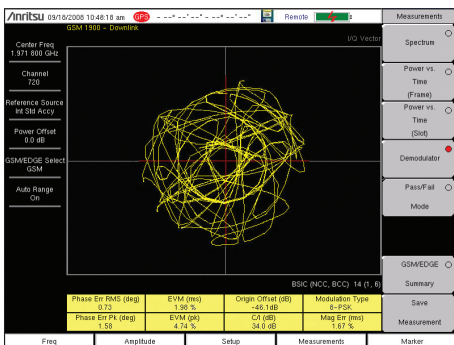 Anritsu 09/16/2008 10:48:18 am GPS Remote
Measurements
GSM 1900 - Downlink
I/Q Vector
Center Freq
1.971 800 GHz
Channel
720
Reference Source
Int Std Accy
Power Offset
0.0 dB
GSM/EDGE Select
GSM
Auto Range
On
BSIC (NCC, BCC) 14 (1, 6)
Phase Err RMS (deg) EVM (rms) Origin Offset (dB) Modulation Type
0.73 1.98 % -46.1dB 8-PSK
Phase Err Pk (deg) EVM (pk) C/I (dB) Mag Err (rms)
1.58 4.74 % 34.0 dB 1.67 %
Spectrum
Power vs.
Time
(Frame)
Power vs.
Time
(Slot)
Demodulator
Pass/Fail
Mode
GSM/EDGE
Summary
Save
Measurement
Freq Amplitude Setup Measurements Marker